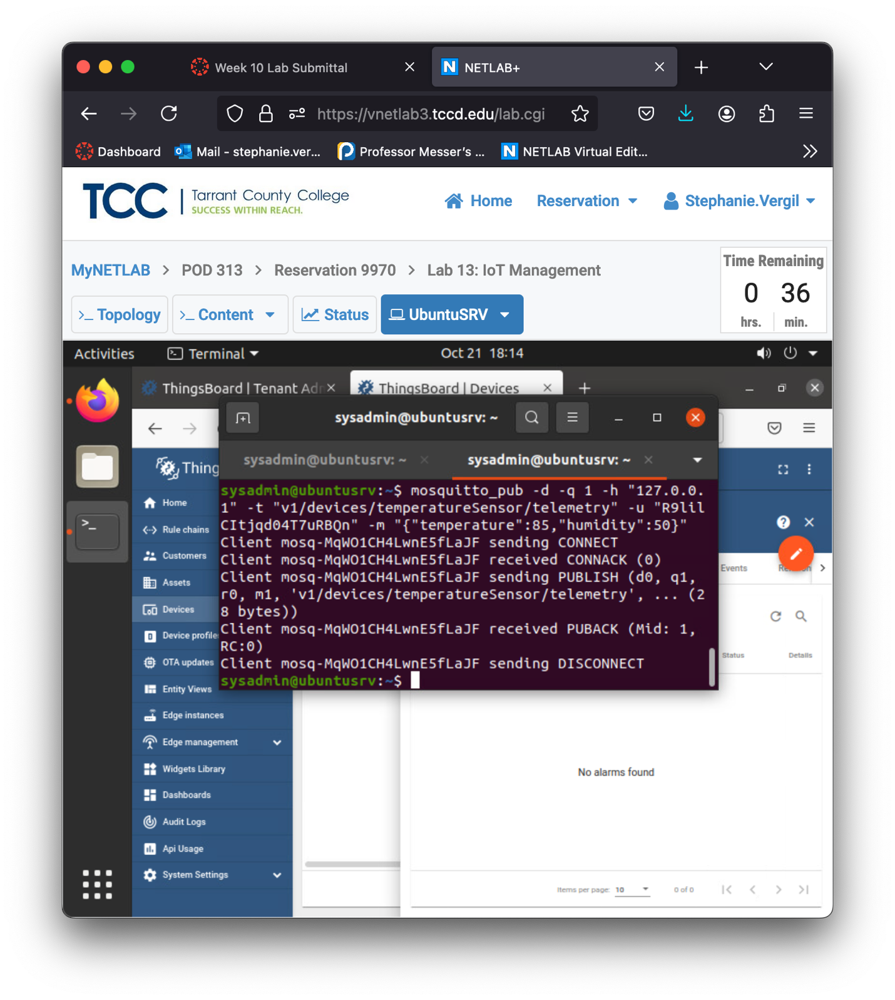 Week 10 Lab Submittal
NETLAB+
https://vnetlab3.tccd.edu/lab.cgi
Dashboard
Mail - stephanie.ver...
Professor Messer's ...
NETLAB Virtual Edit...
TCC
Tarrant County College
SUCCESS WITHIN REACH.
Home
Reservation
Stephanie.Vergil
MyNETLAB > POD 313 > Reservation 9970 > Lab 13: IoT Management
Time Remaining
0 36
hrs. min.
>_ Topology
>_ Content
Status
UbuntuSRV
Activities
Terminal
Oct 21 18:14
ThingsBoard | Tenant Adm
ThingsBoard | Devices
sysadmin@ubuntusrv: ~
sysadmin@ubuntusrv: ~
sysadmin@ubuntusrv: ~
sysadmin@ubuntusrv:~$ mosquitto_pub -d -q 1 -h "127.0.0.
1" -t "v1/devices/temperatureSensor/telemetry" -u "R9lil
CItjqd04T7uRBQn" -m "{"temperature":85,"humidity":50}"
Client mosq-MqWO1CH4LwnE5fLaJF sending CONNECT
Client mosq-MqWO1CH4LwnE5fLaJF received CONNACK (0)
Client mosq-MqWO1CH4LwnE5fLaJF sending PUBLISH (d0, q1,
r0, m1, 'v1/devices/temperatureSensor/telemetry', ... (2
8 bytes))
Client mosq-MqWO1CH4LwnE5fLaJF received PUBACK (Mid: 1,
RC:0)
Client mosq-MqWO1CH4LwnE5fLaJF sending DISCONNECT
sysadmin@ubuntusrv:~$
Thing
Home
Rule chains
Customers
Assets
Devices
Device profiles
OTA updates
Entity Views
Edge instances
Edge management
Widgets Library
Dashboards
Audit Logs
Api Usage
System Settings
Events
Status
Details
No alarms found
Items per page: 10
0 of 0